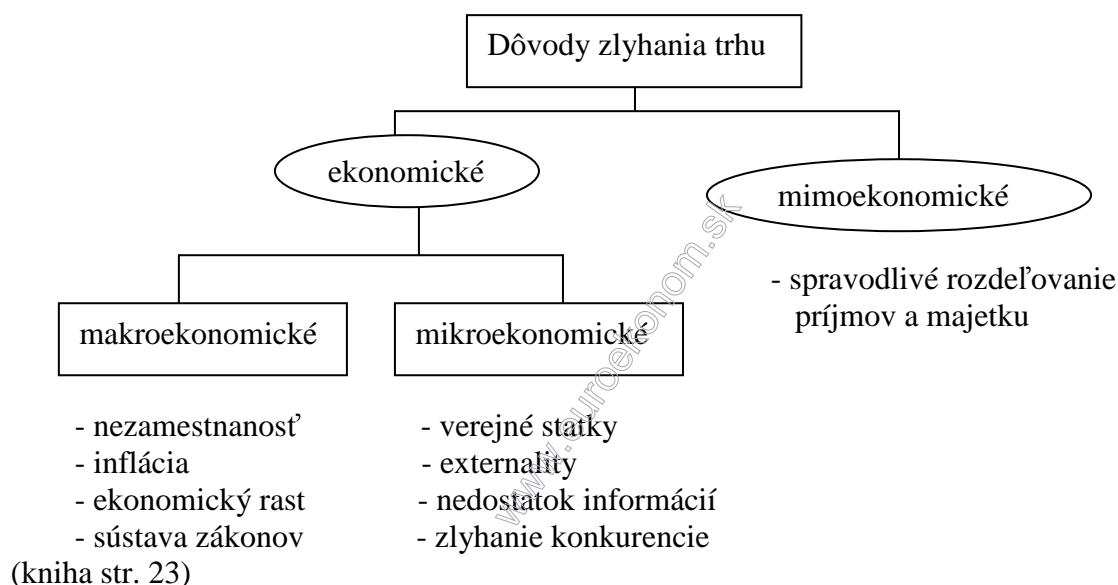 Dôvody zlyhania trhu
ekonomické
mimoekonomické
- spravodlivé rozdeľovanie
príjmov a majetku
makroekonomické
mikroekonomické
- nezamestnanosť
- inflácia
- ekonomický rast
- sústava zákonov
(kniha str. 23)
- verejné statky
- externality
- nedostatok informácií
- zlyhanie konkurencie
www.euroekonom.sk